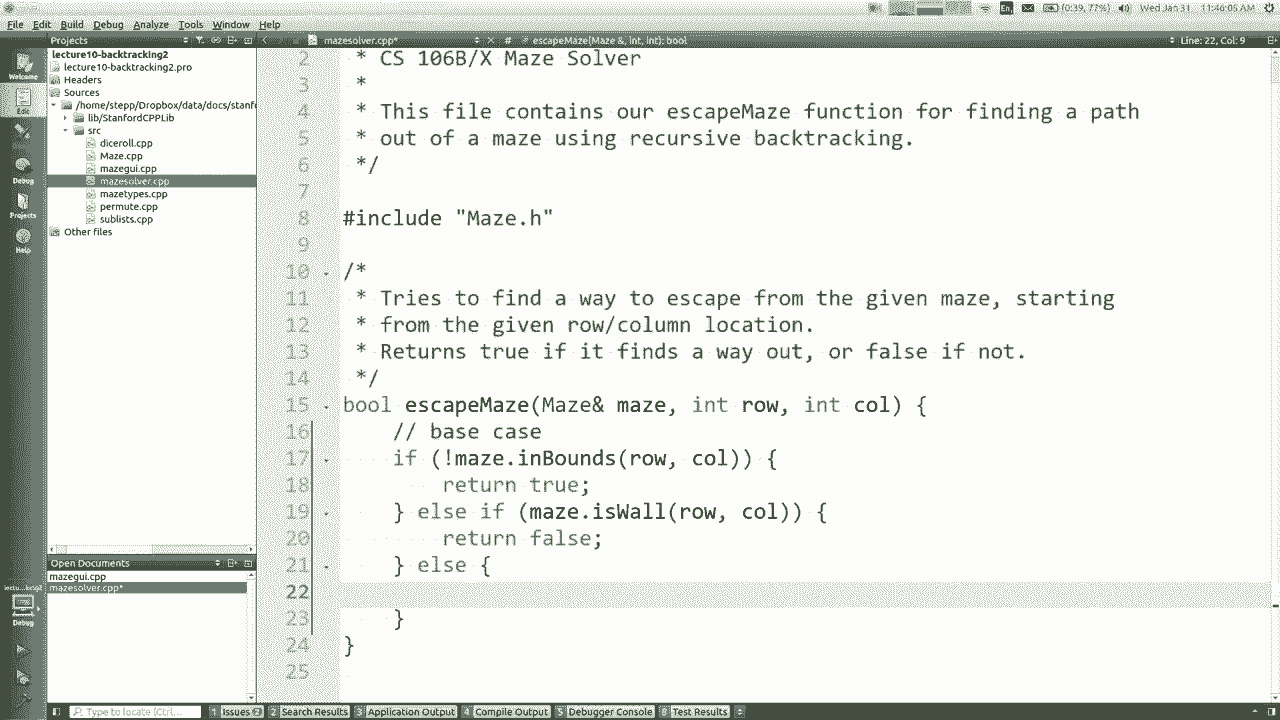 En (0:39, 77%) Wed Jan 31 11:46:05 AM
File Edit Build Debug Analyze Tools Window Help
Projects mazesolver.cpp* # escapeMaze(Maze &, int, int): bool Line: 22, Col: 9
Welcome
Edit
Debug
Projects
Help
lecture10-backtracking2
lecture10-backtracking2.pro
Headers
Sources
/home/stepp/Dropbox/data/docs/stanf
lib/StanfordCPPLib
src
diceroll.cpp
Maze.cpp
mazegui.cpp
mazesolver.cpp
mazetypes.cpp
permute.cpp
sublists.cpp
Other files
Open Documents
mazegui.cpp
mazesolver.cpp*
Debug
2 * CS 106B/X Maze Solver
3 *
4 * This file contains our escapeMaze function for finding a path
5 * out of a maze using recursive backtracking.
6 */
7
8 #include "Maze.h"
9
10 /*
11 * Tries to find a way to escape from the given maze, starting
12 * from the given row/column location.
13 * Returns true if it finds a way out, or false if not.
14 */
15 bool escapeMaze(Maze& maze, int row, int col) {
16 // base case
17 if (!maze.inBounds(row, col)) {
18 return true;
19 } else if (maze.isWall(row, col)) {
20 return false;
21 } else {
22
23 }
24 }
25
Type to locate (Ctrl... 1 Issues 2 2 Search Results 3 Application Output 4 Compile Output 5 Debugger Console 8 Test Results